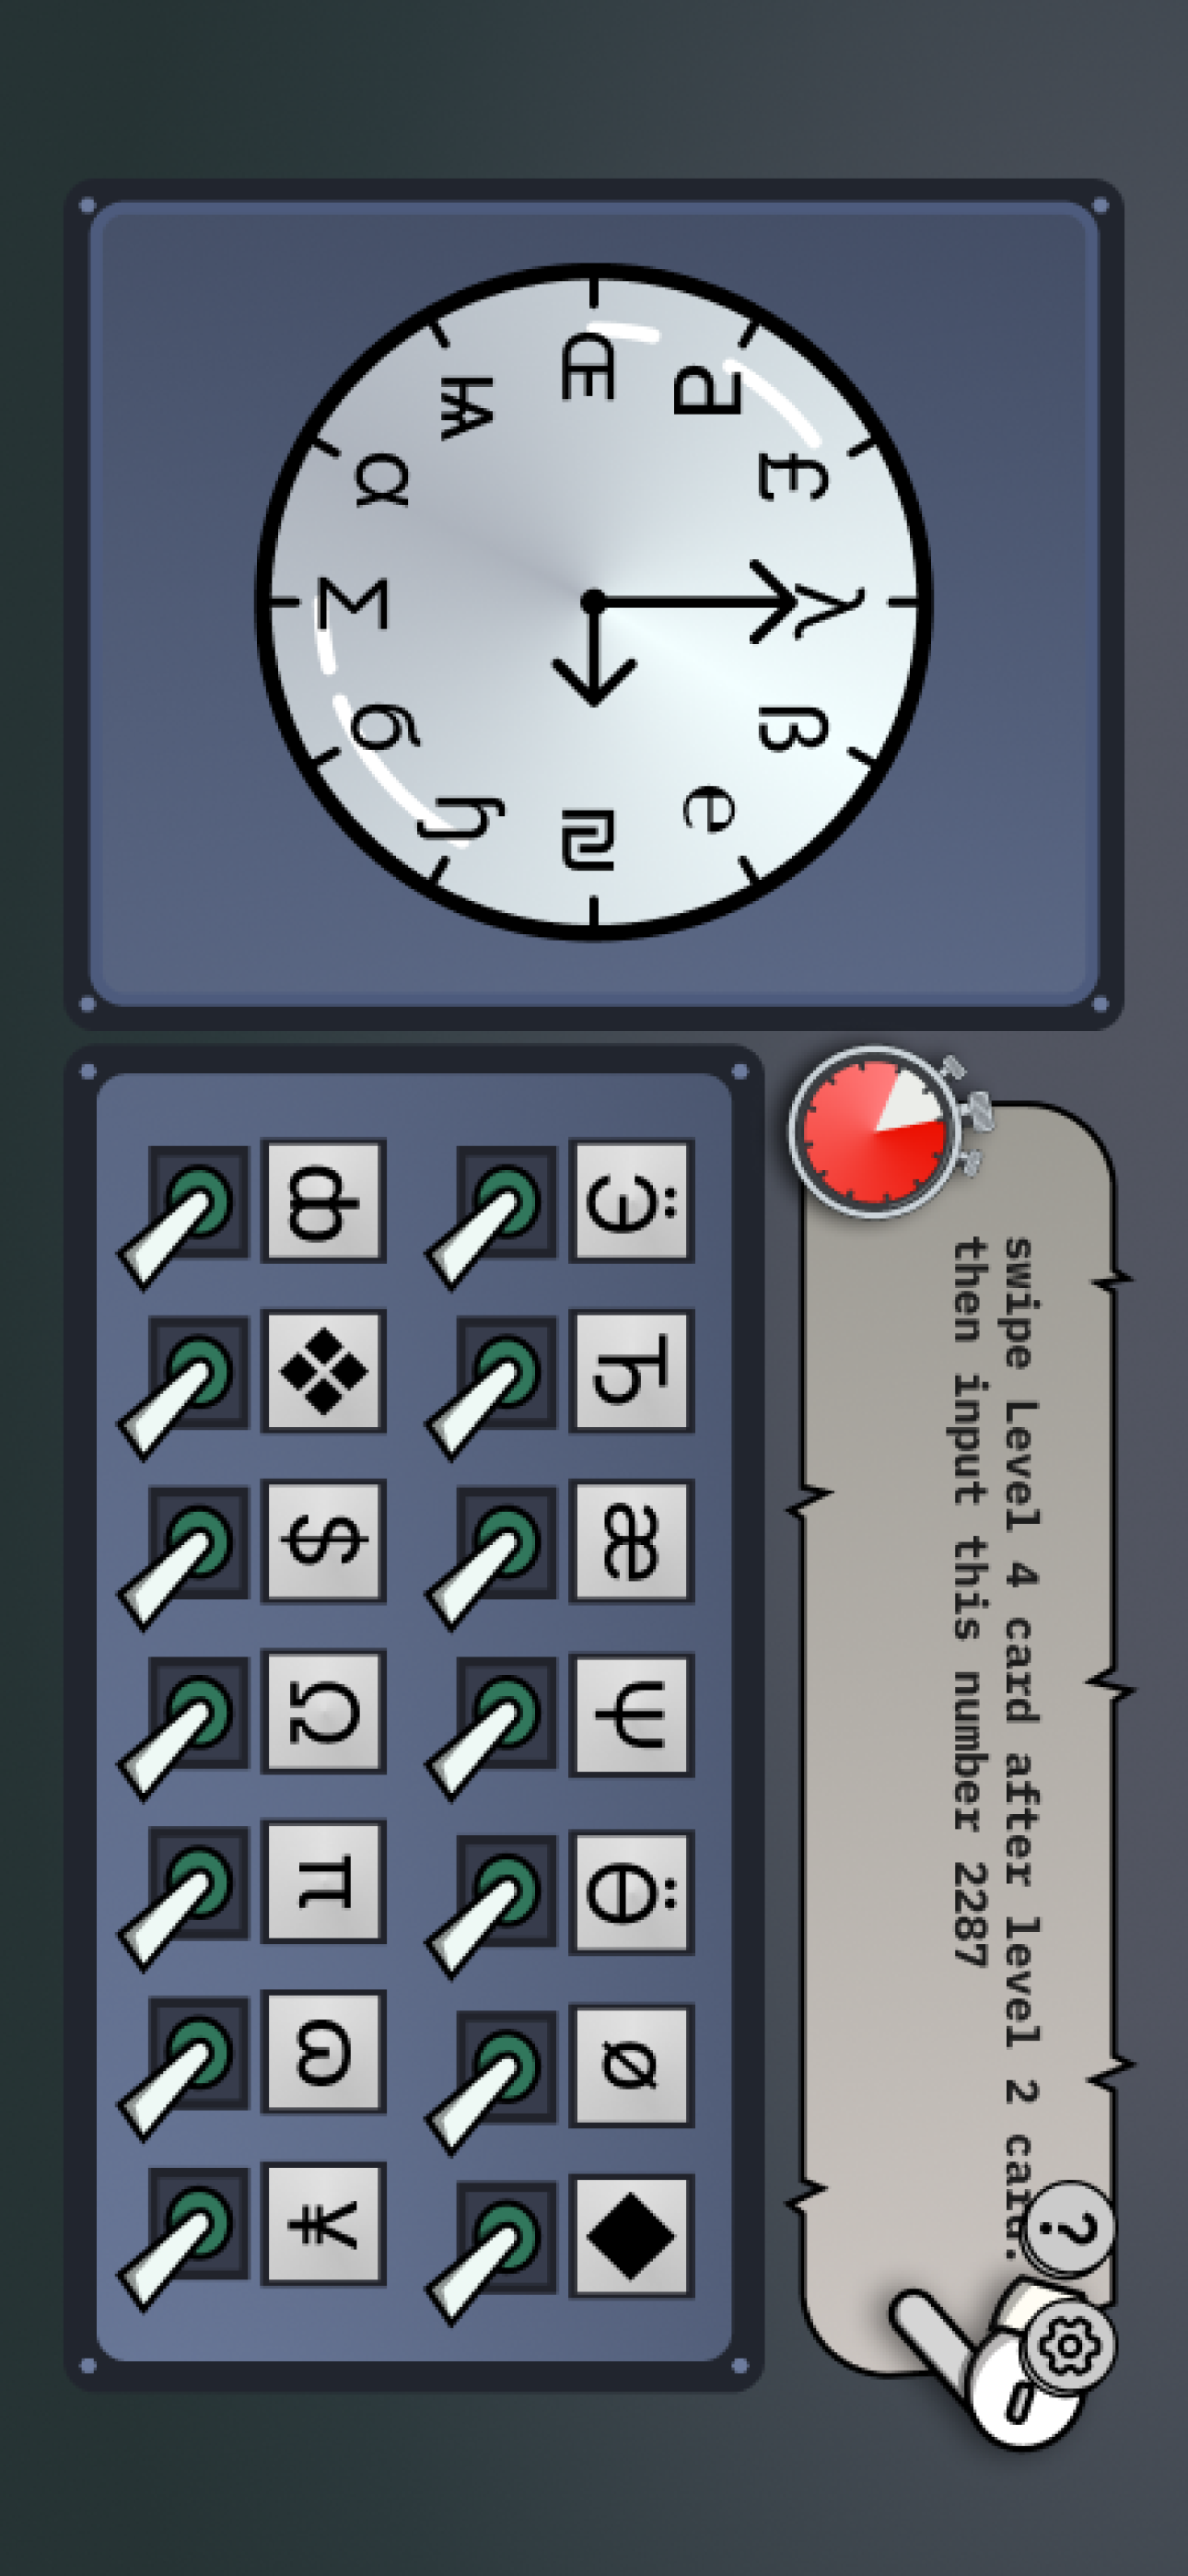 swipe Level 4 card after level 2 card.
then input this number 2287
λ
£ β
a e
Œ ₪
Σ
Ӭ æ Ψ Ӫ ø ◆
ф ❖ $ Ω π ¥
?